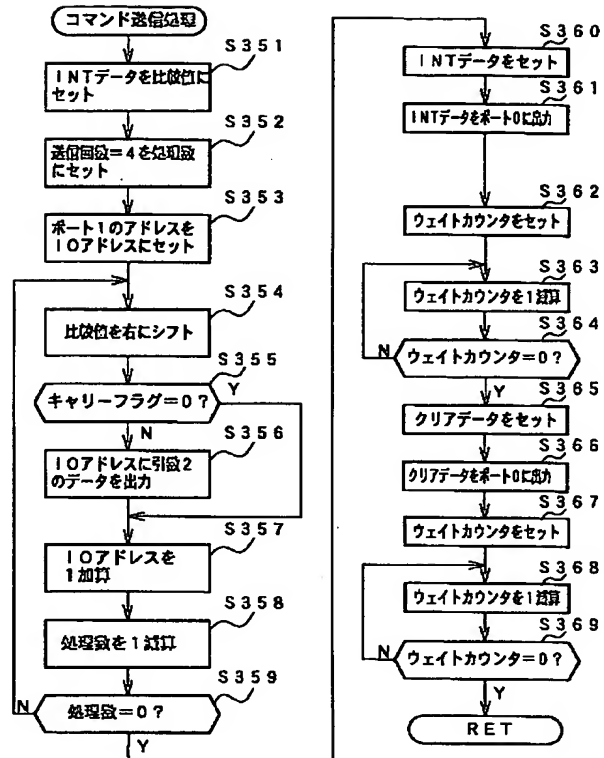 コマンド送信処理
S351
INTデータを比較値に
セット
S352
送信回数=4を処理数
にセット
S353
ポート1のアドレスを
IOアドレスにセット
S354
比較値を右にシフト
S355
キャリーフラグ=0?
Y
N
S356
IOアドレスに引数2
のデータを出力
S357
IOアドレスを
1加算
S358
処理数を1減算
S359
N
処理数=0?
Y
S360
INTデータをセット
S361
INTデータをポート0に出力
S362
ウェイトカウンタをセット
S363
ウェイトカウンタを1減算
S364
N
ウェイトカウンタ=0?
Y
S365
クリアデータをセット
S366
クリアデータをポート0に出力
S367
ウェイトカウンタをセット
S368
ウェイトカウンタを1減算
S369
N
ウェイトカウンタ=0?
Y
RET